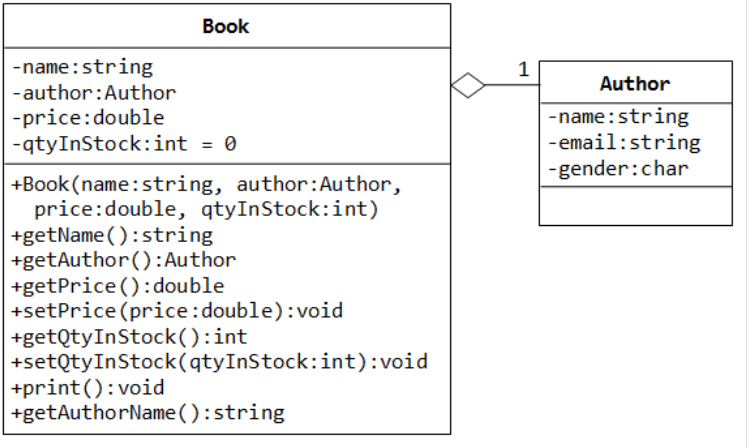 Book
-name:string
-author:Author
-price:double
-qtyInStock:int = 0
+Book(name:string, author:Author,
price:double, qtyInStock:int)
+getName():string
+getAuthor():Author
+getPrice():double
+setPrice(price:double):void
+getQtyInStock():int
+setQtyInStock(qtyInStock:int):void
+print():void
+getAuthorName():string
1
Author
-name:string
-email:string
-gender:char